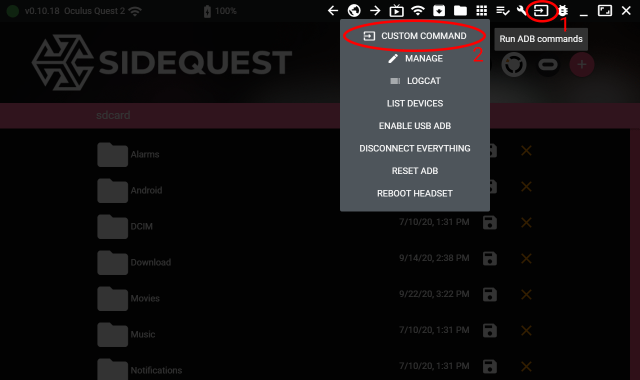 v0.10.18 Oculus Quest 2 100%
1
Run ADB commands
CUSTOM COMMAND
2
MANAGE
LOGCAT
LIST DEVICES
ENABLE USB ADB
DISCONNECT EVERYTHING
RESET ADB
REBOOT HEADSET
SIDEQUEST
sdcard
Alarms
Android
DCIM 7/10/20, 1:31 PM
Download 9/14/20, 2:38 PM
Movies 9/22/20, 3:22 PM
Music 7/10/20, 1:31 PM
Notifications 7/10/20, 1:31 PM